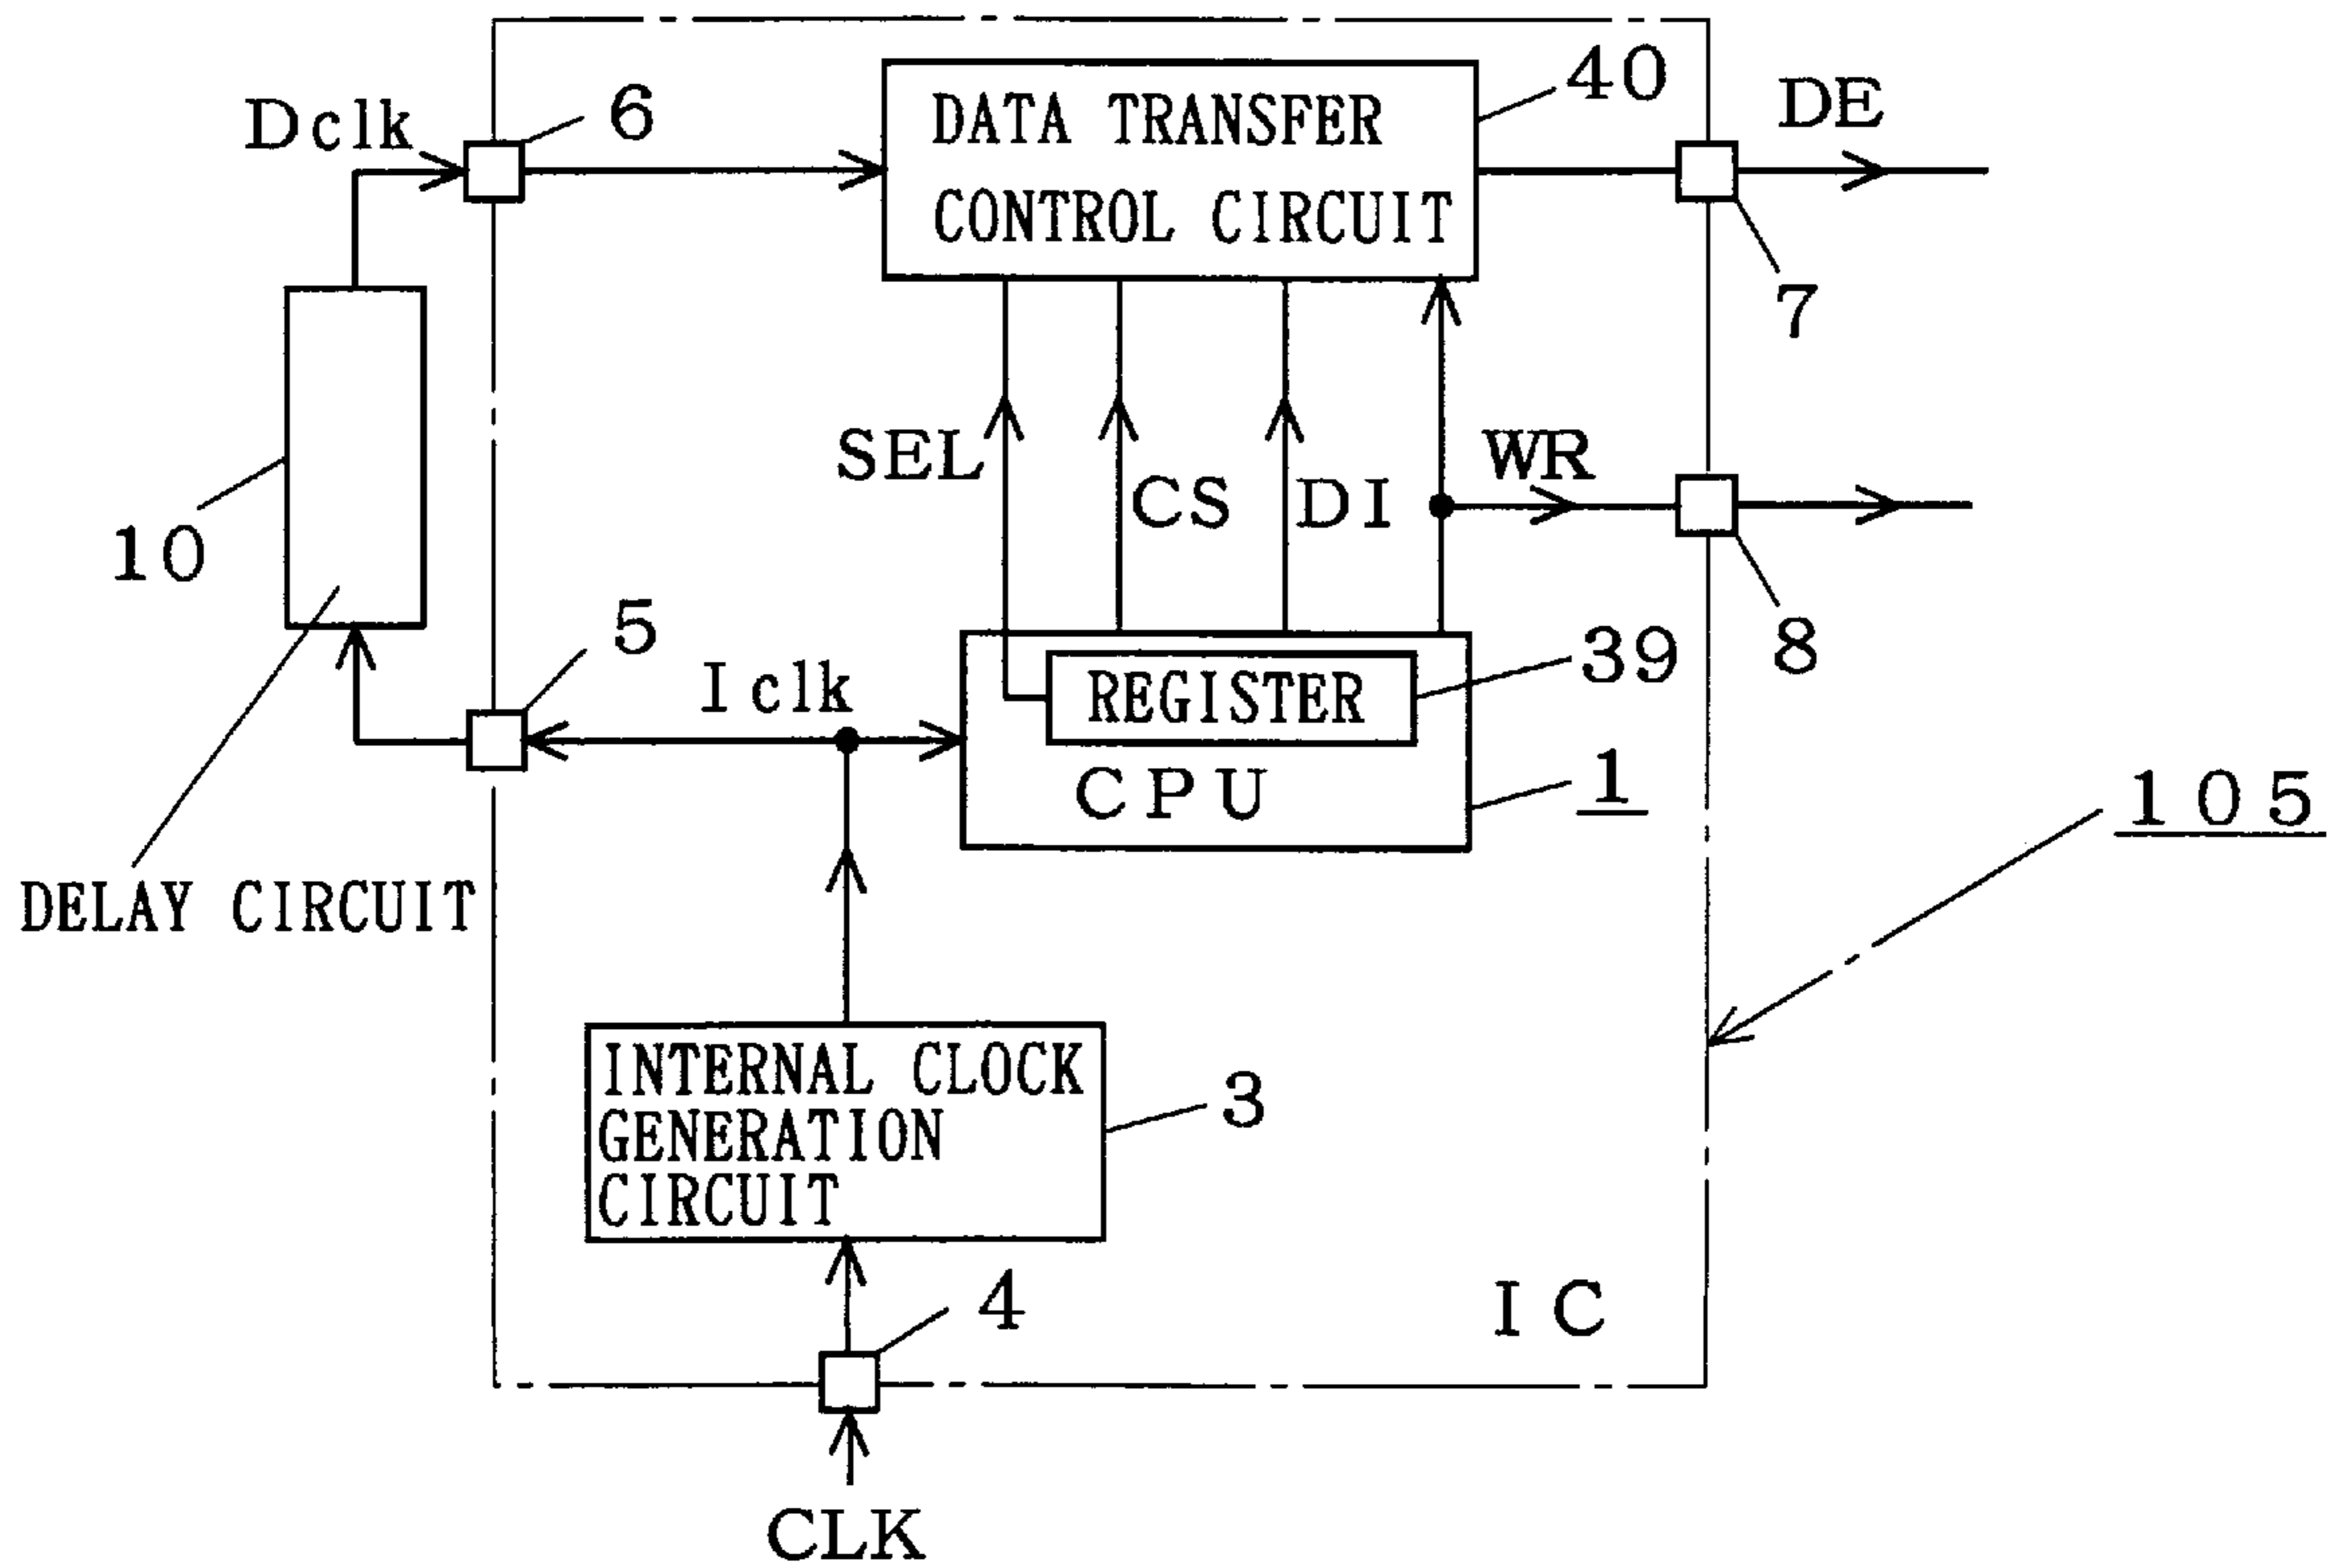 40
DE
Dclk
6
DATA TRANSFER
CONTROL CIRCUIT
7
SEL
CS
DI
WR
10
5
8
39
Iclk
REGISTER
CPU
1
105
DELAY CIRCUIT
INTERNAL CLOCK
GENERATION
CIRCUIT
3
4
IC
CLK